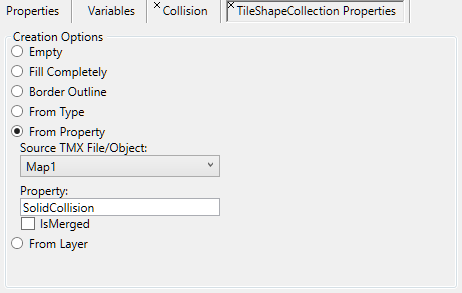 Properties Variables Collision TileShapeCollection Properties
Creation Options
Empty
Fill Completely
Border Outline
From Type
From Property
Source TMX File/Object:
Map1
Property:
SolidCollision
IsMerged
From Layer